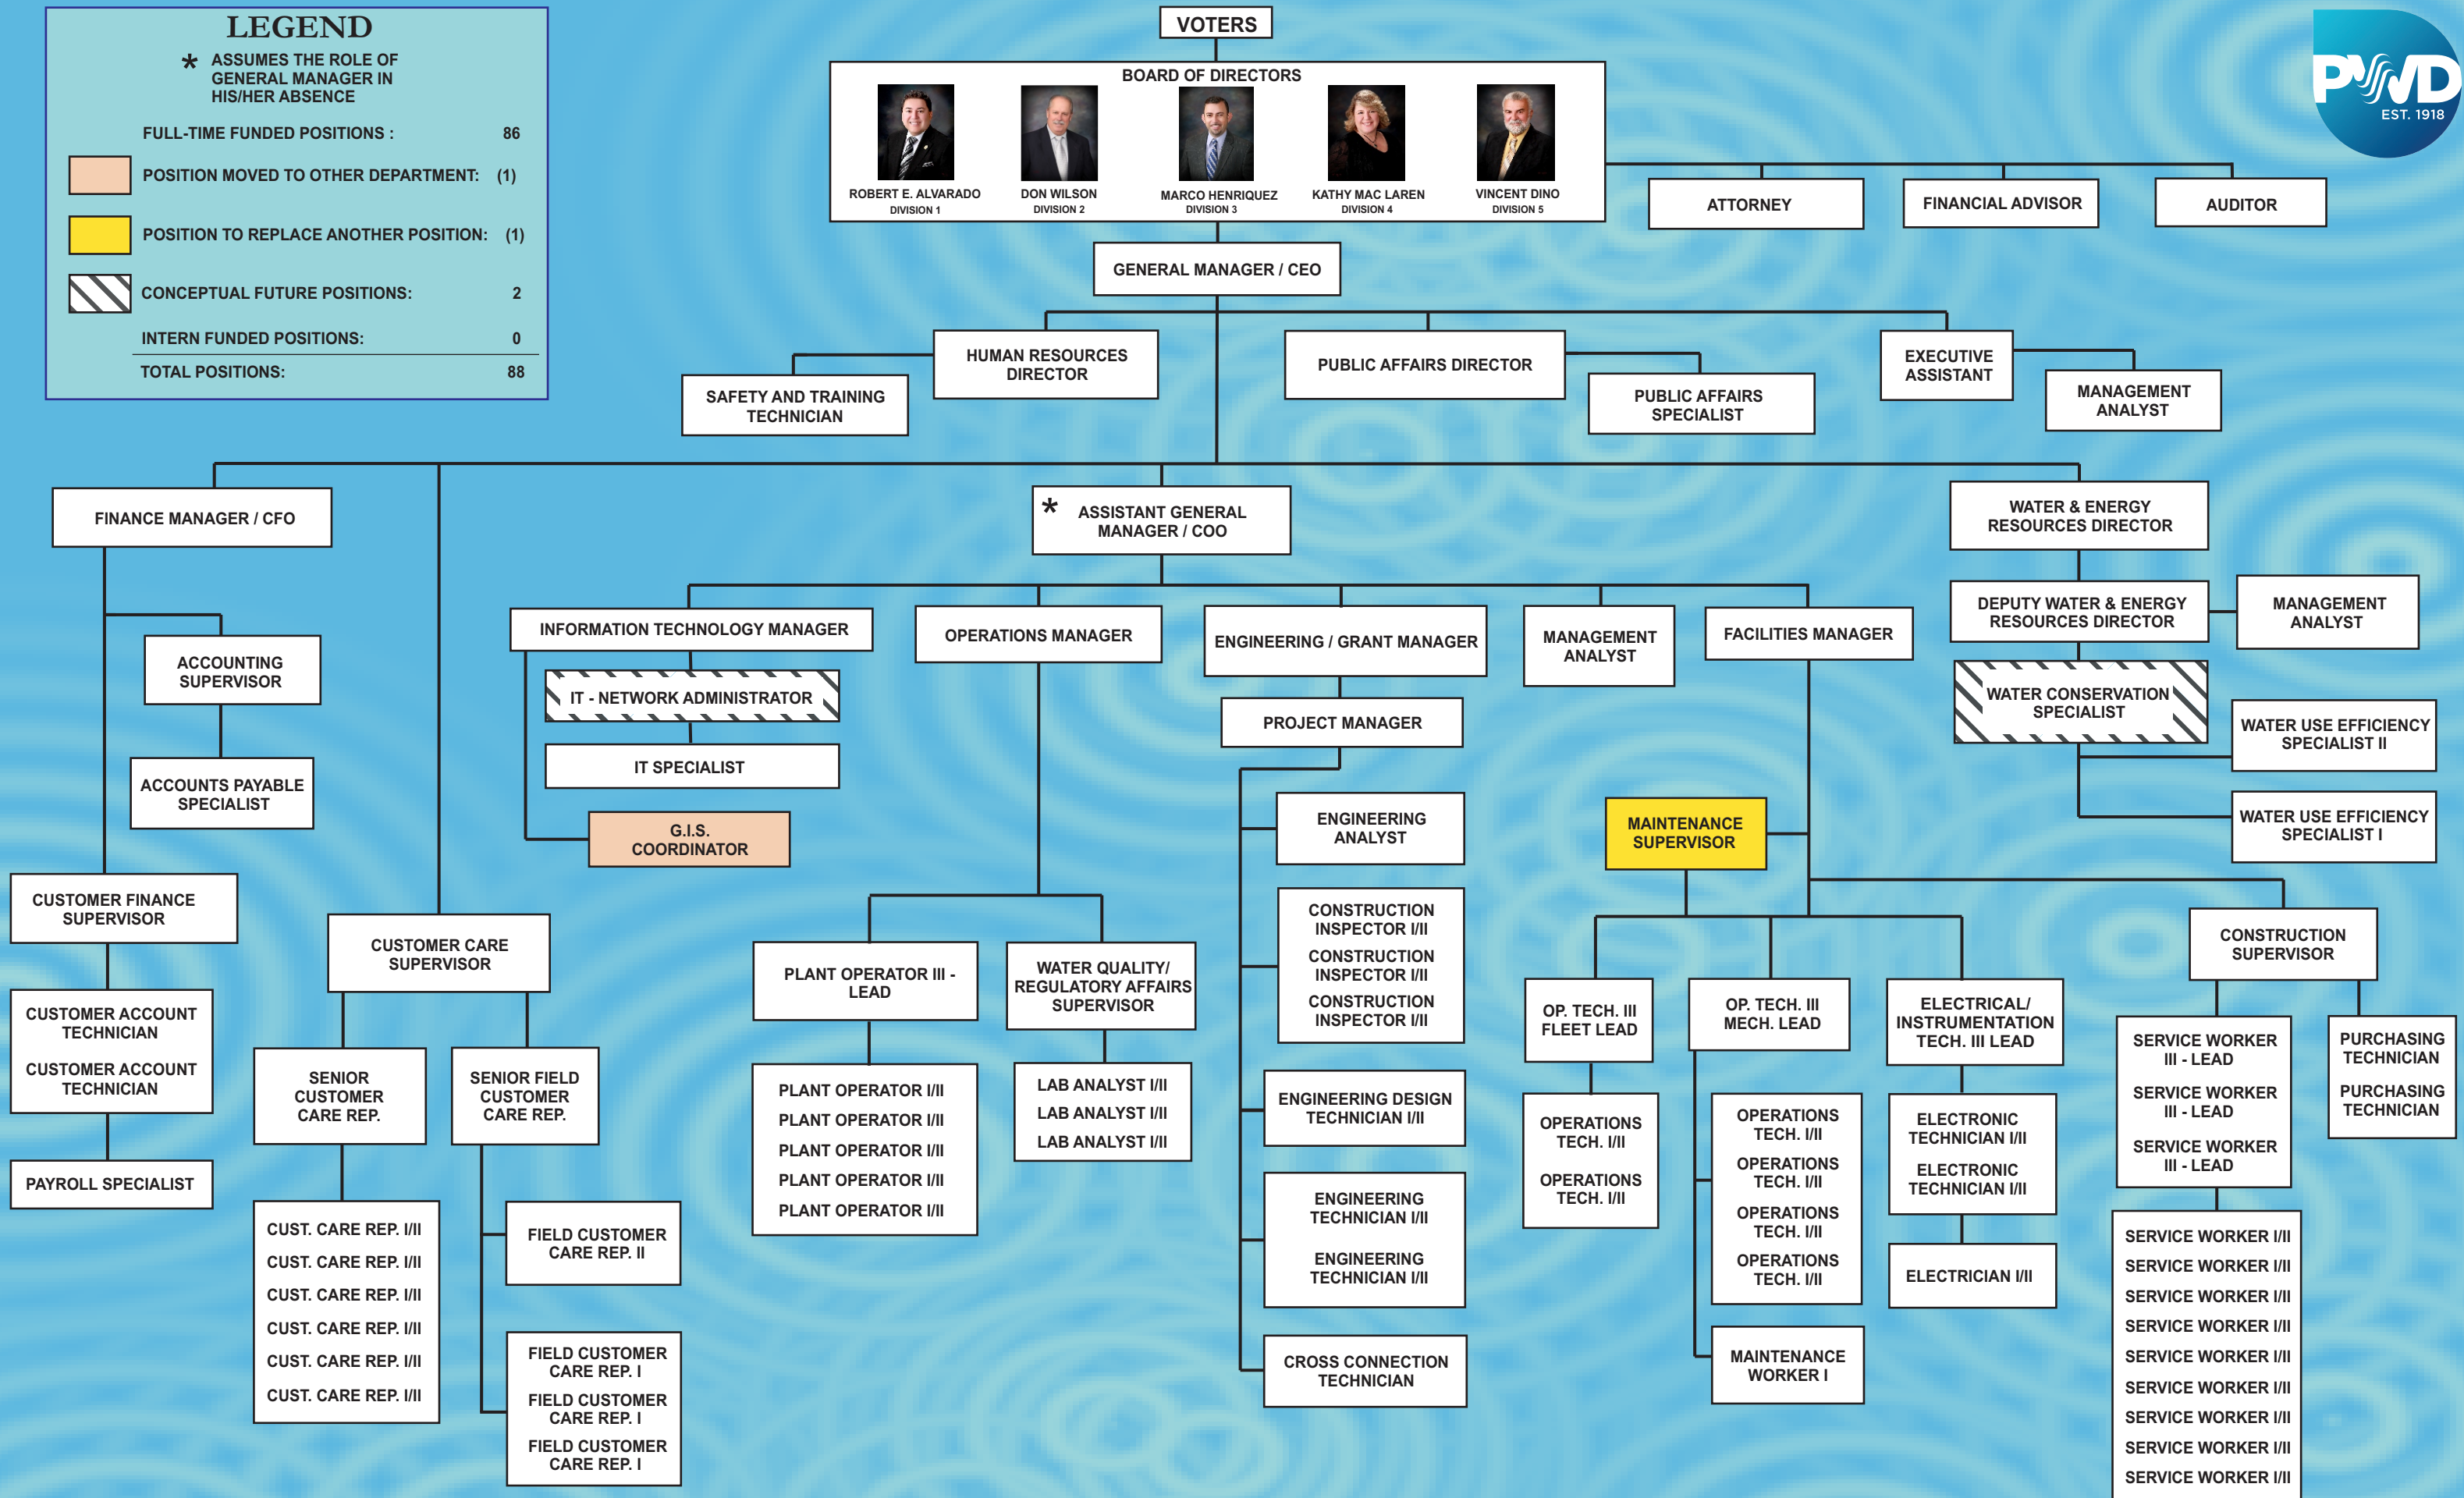 LEGEND
* ASSUMES THE ROLE OF
GENERAL MANAGER IN
HIS/HER ABSENCE
FULL-TIME FUNDED POSITIONS : 86
POSITION MOVED TO OTHER DEPARTMENT: (1)
POSITION TO REPLACE ANOTHER POSITION: (1)
CONCEPTUAL FUTURE POSITIONS: 2
INTERN FUNDED POSITIONS: 0
TOTAL POSITIONS: 88
VOTERS
BOARD OF DIRECTORS
ROBERT E. ALVARADO
DIVISION 1
DON WILSON
DIVISION 2
MARCO HENRIQUEZ
DIVISION 3
KATHY MAC LAREN
DIVISION 4
VINCENT DINO
DIVISION 5
PWD
EST. 1918
ATTORNEY
FINANCIAL ADVISOR
AUDITOR
GENERAL MANAGER / CEO
SAFETY AND TRAINING
TECHNICIAN
HUMAN RESOURCES
DIRECTOR
PUBLIC AFFAIRS DIRECTOR
PUBLIC AFFAIRS
SPECIALIST
EXECUTIVE
ASSISTANT
MANAGEMENT
ANALYST
FINANCE MANAGER / CFO
* ASSISTANT GENERAL
MANAGER / COO
WATER & ENERGY
RESOURCES DIRECTOR
ACCOUNTING
SUPERVISOR
ACCOUNTS PAYABLE
SPECIALIST
CUSTOMER FINANCE
SUPERVISOR
CUSTOMER ACCOUNT
TECHNICIAN
CUSTOMER ACCOUNT
TECHNICIAN
PAYROLL SPECIALIST
CUSTOMER CARE
SUPERVISOR
SENIOR
CUSTOMER
CARE REP.
CUST. CARE REP. I/II
CUST. CARE REP. I/II
CUST. CARE REP. I/II
CUST. CARE REP. I/II
CUST. CARE REP. I/II
CUST. CARE REP. I/II
SENIOR FIELD
CUSTOMER
CARE REP.
FIELD CUSTOMER
CARE REP. II
FIELD CUSTOMER
CARE REP. I
FIELD CUSTOMER
CARE REP. I
FIELD CUSTOMER
CARE REP. I
INFORMATION TECHNOLOGY MANAGER
IT - NETWORK ADMINISTRATOR
IT SPECIALIST
G.I.S.
COORDINATOR
OPERATIONS MANAGER
PLANT OPERATOR III -
LEAD
PLANT OPERATOR I/II
PLANT OPERATOR I/II
PLANT OPERATOR I/II
PLANT OPERATOR I/II
PLANT OPERATOR I/II
WATER QUALITY/
REGULATORY AFFAIRS
SUPERVISOR
LAB ANALYST I/II
LAB ANALYST I/II
LAB ANALYST I/II
ENGINEERING / GRANT MANAGER
PROJECT MANAGER
ENGINEERING
ANALYST
CONSTRUCTION
INSPECTOR I/II
CONSTRUCTION
INSPECTOR I/II
CONSTRUCTION
INSPECTOR I/II
ENGINEERING DESIGN
TECHNICIAN I/II
ENGINEERING
TECHNICIAN I/II
ENGINEERING
TECHNICIAN I/II
CROSS CONNECTION
TECHNICIAN
MANAGEMENT
ANALYST
FACILITIES MANAGER
MAINTENANCE
SUPERVISOR
OP. TECH. III
FLEET LEAD
OPERATIONS
TECH. I/II
OPERATIONS
TECH. I/II
OP. TECH. III
MECH. LEAD
OPERATIONS
TECH. I/II
OPERATIONS
TECH. I/II
OPERATIONS
TECH. I/II
OPERATIONS
TECH. I/II
MAINTENANCE
WORKER I
ELECTRICAL/
INSTRUMENTATION
TECH. III LEAD
ELECTRONIC
TECHNICIAN I/II
ELECTRONIC
TECHNICIAN I/II
ELECTRICIAN I/II
CONSTRUCTION
SUPERVISOR
SERVICE WORKER
III - LEAD
SERVICE WORKER
III - LEAD
SERVICE WORKER
III - LEAD
SERVICE WORKER I/II
SERVICE WORKER I/II
SERVICE WORKER I/II
SERVICE WORKER I/II
SERVICE WORKER I/II
SERVICE WORKER I/II
SERVICE WORKER I/II
SERVICE WORKER I/II
SERVICE WORKER I/II
PURCHASING
TECHNICIAN
PURCHASING
TECHNICIAN
DEPUTY WATER & ENERGY
RESOURCES DIRECTOR
MANAGEMENT
ANALYST
WATER CONSERVATION
SPECIALIST
WATER USE EFFICIENCY
SPECIALIST II
WATER USE EFFICIENCY
SPECIALIST I